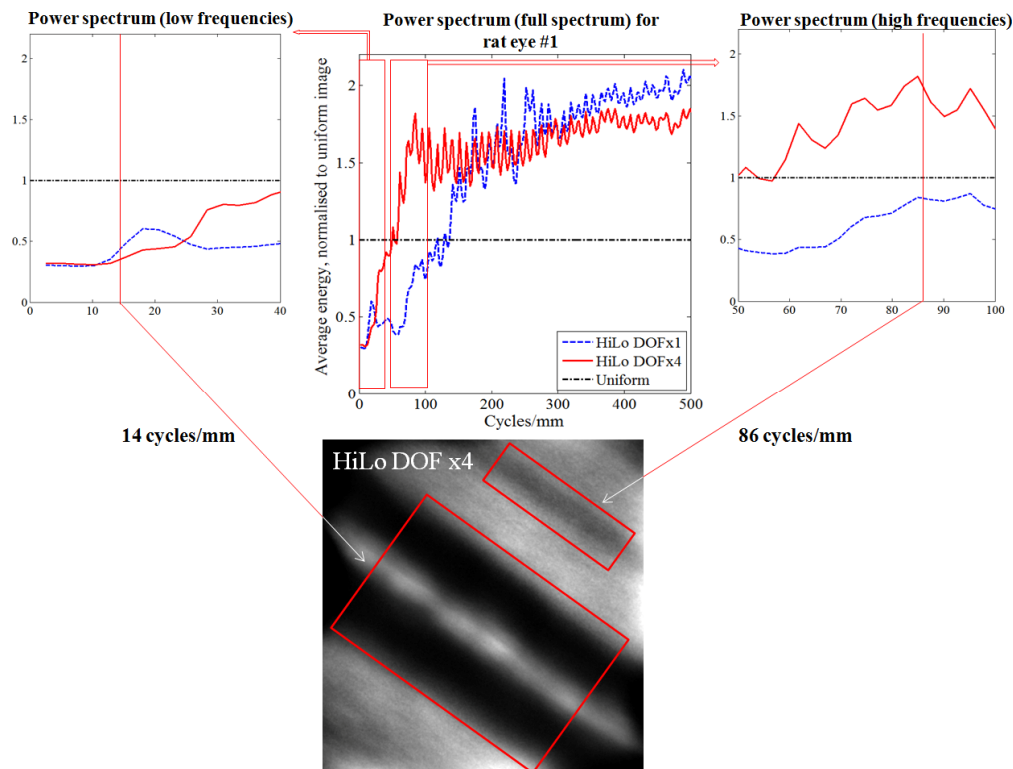 Power spectrum (low frequencies)
2
1.5
1
0.5
0
0
10
20
30
40
Power spectrum (full spectrum) for
rat eye #1
Average energy, normalised to uniform image
2
1.5
1
0.5
0
HiLo DOFx1
HiLo DOFx4
Uniform
0
100
200
300
400
500
Cycles/mm
Power spectrum (high frequencies)
2
1.5
1
0.5
0
50
60
70
80
90
100
14 cycles/mm
86 cycles/mm
HiLo DOF x4